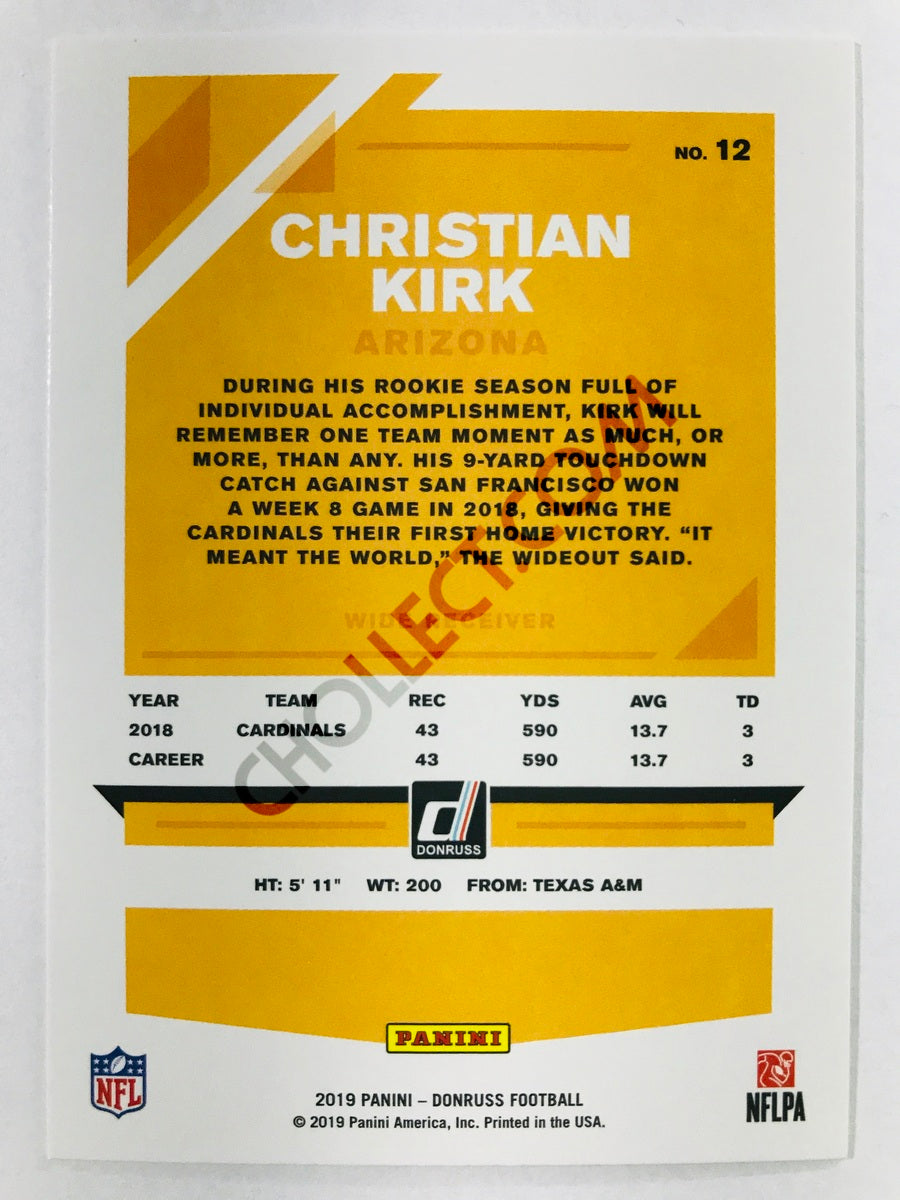 NO. 12
CHRISTIAN
KIRK
ARIZONA
DURING HIS ROOKIE SEASON FULL OF
INDIVIDUAL ACCOMPLISHMENT, KIRK WILL
REMEMBER ONE TEAM MOMENT AS MUCH, OR
MORE, THAN ANY. HIS 9-YARD TOUCHDOWN
CATCH AGAINST SAN FRANCISCO WON
A WEEK 8 GAME IN 2018, GIVING THE
CARDINALS THEIR FIRST HOME VICTORY. “IT
MEANT THE WORLD,” THE WIDEOUT SAID.
WIDE RECEIVER
CHOLLECT.COM
YEAR TEAM REC YDS AVG TD
2018 CARDINALS 43 590 13.7 3
CAREER 43 590 13.7 3
d
DONRUSS
HT: 5' 11" WT: 200 FROM: TEXAS A&M
PANINI
NFL
NFLPA
2019 PANINI – DONRUSS FOOTBALL
© 2019 Panini America, Inc. Printed in the USA.